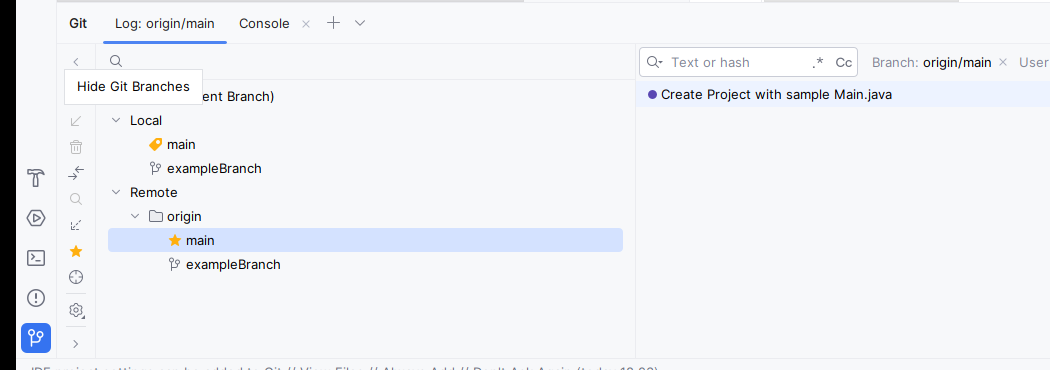 Git Log: origin/main Console
Text or hash .* Cc Branch: origin/main User
Hide Git Branches
ent Branch)
Create Project with sample Main.java
Local
main
exampleBranch
Remote
origin
main
exampleBranch